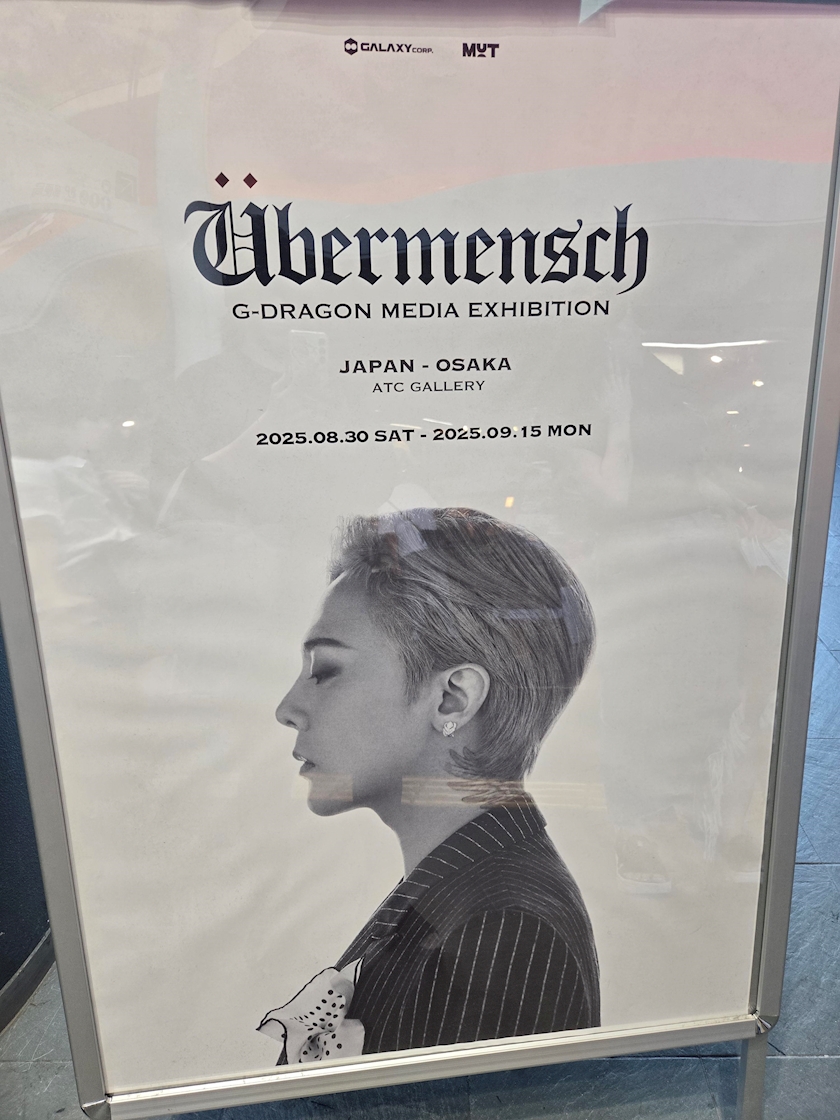 GALAXY CORP. MUT
Übermensch
G-DRAGON MEDIA EXHIBITION
JAPAN - OSAKA
ATC GALLERY
2025.08.30 SAT - 2025.09.15 MON